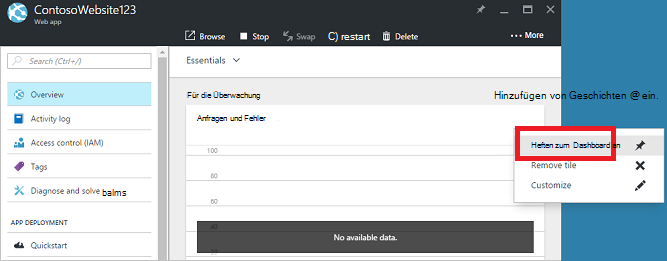 ContosoWebsite123
Web app
Browse
Stop
Swap
C) restart
Delete
More
Search (Ctrl+/)
Essentials
Overview
Activity log
Access control (IAM)
Tags
Diagnose and solve balms
APP DEPLOYMENT
Quickstart
Für die Überwachung
Hinzufügen von Geschichten @ ein.
Anfragen und Fehler
100
80
60
40
20
No available data.
Heften zum Dashboard an
Remove tile
Customize